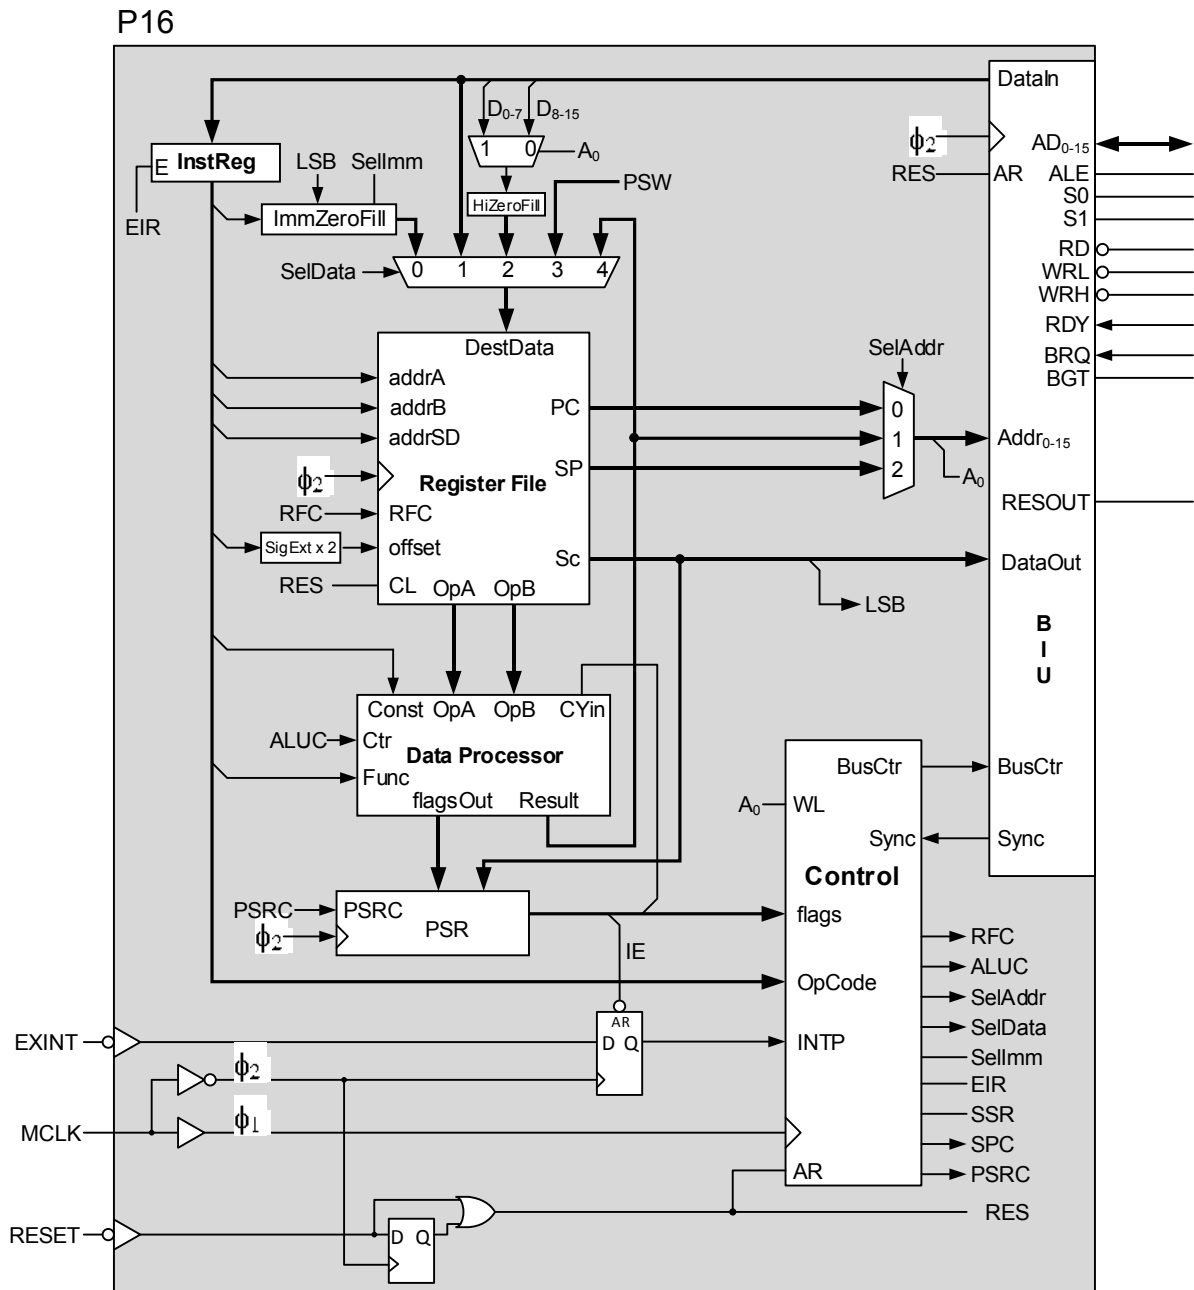 P16
DataIn
D0-7 D8-15
ϕ2
AD0-15
E InstReg
1 0
A0
LSB SelImm
RES
AR
ALE
PSW
S0
HiZeroFill
S1
EIR
ImmZeroFill
RD
SelData
0 1 2 3 4
WRL
WRH
RDY
DestData
SelAddr
BRQ
addrA
BGT
addrB
PC
0
addrSD
1
Addr0-15
SP
2
ϕ2
Register File
A0
RFC
RFC
RESOUT
SigExt x 2
offset
Sc
DataOut
RES
CL OpA OpB
LSB
B
I
U
Const OpA OpB CYin
ALUC
Ctr
Data Processor
BusCtr
BusCtr
Func
flagsOut Result
A0
WL
Sync
Sync
Control
PSRC
PSRC
flags
PSR
ϕ2
IE
RFC
ALUC
OpCode
SelAddr
AR
SelData
EXINT
D Q
INTP
SelImm
ϕ2
EIR
SSR
MCLK
ϕ1
SPC
AR
PSRC
RES
RESET
D Q